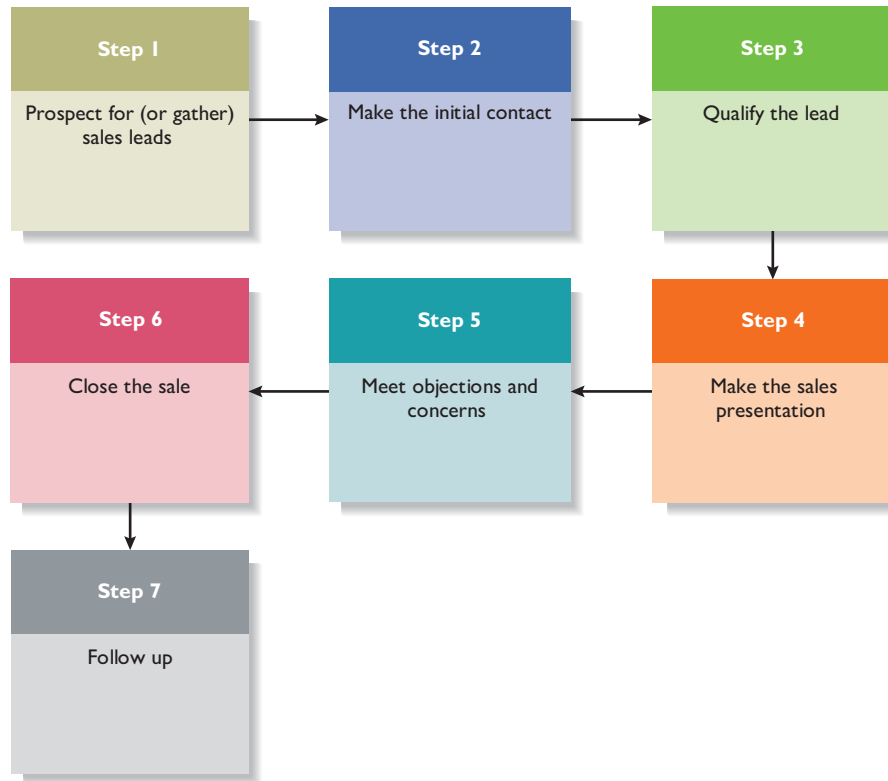 Step 1
Prospect for (or gather)
sales leads
Step 2
Make the initial contact
Step 3
Qualify the lead
Step 4
Make the sales
presentation
Step 5
Meet objections and
concerns
Step 6
Close the sale
Step 7
Follow up